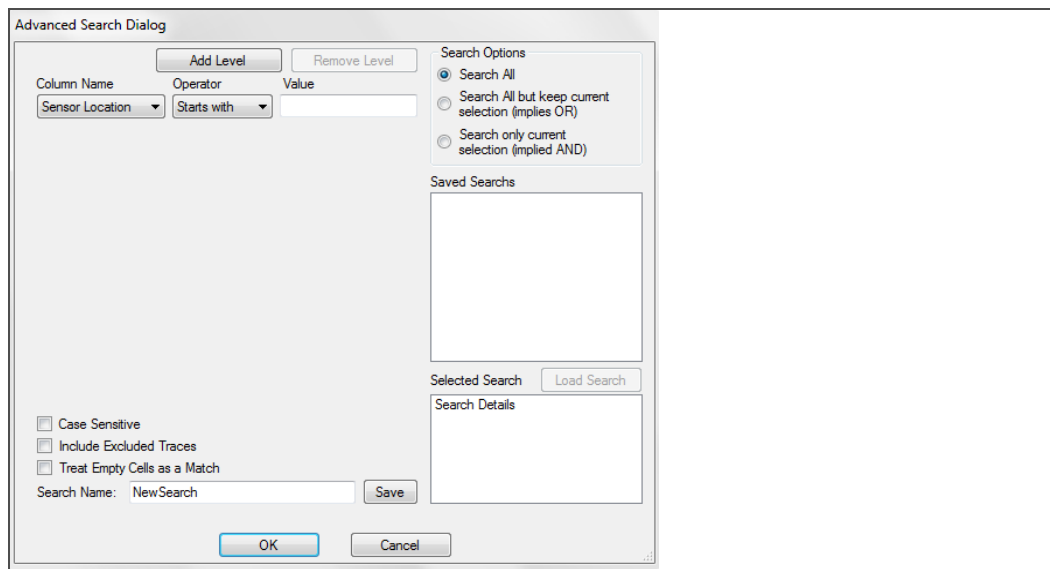 Advanced Search Dialog
Add Level
Remove Level
Column Name
Operator
Value
Sensor Location
Starts with
Case Sensitive
Include Excluded Traces
Treat Empty Cells as a Match
Search Name:
NewSearch
Save
Search Options
Search All
Search All but keep current
selection (implies OR)
Search only current
selection (implied AND)
Saved Searchs
Selected Search
Load Search
Search Details
OK
Cancel